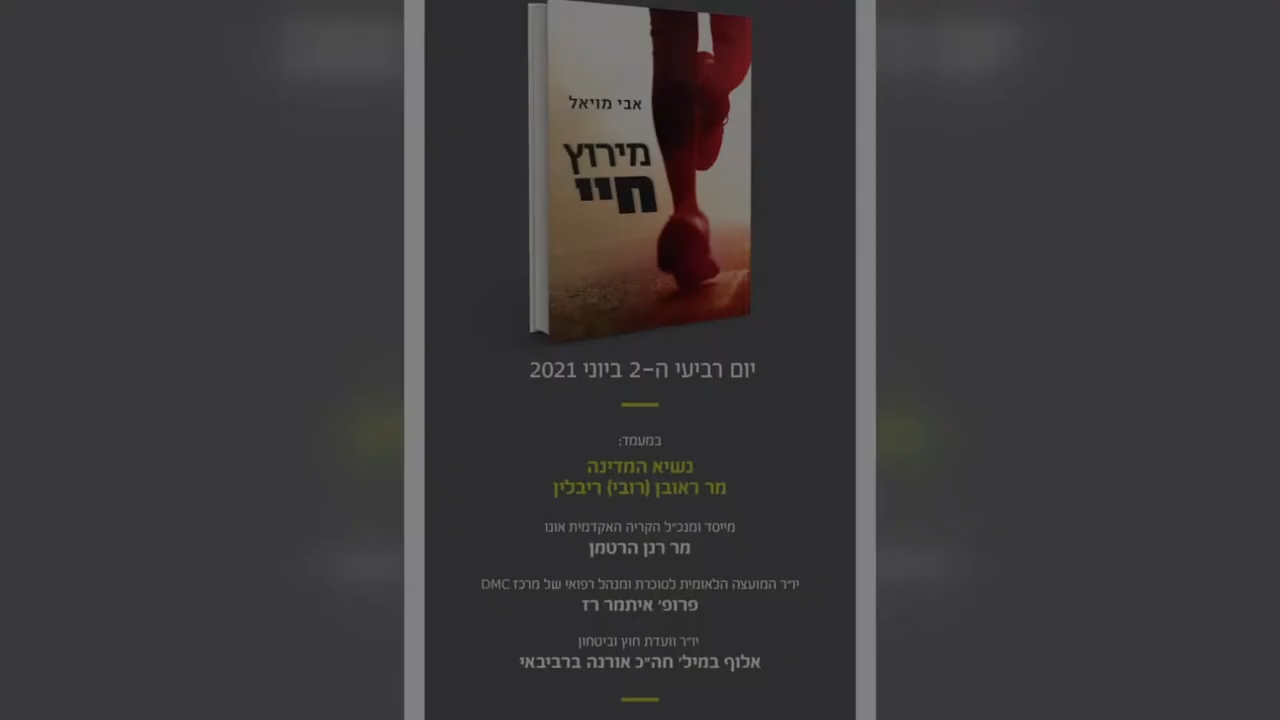 אבי מויאל
מירוץ
חיי
יום רביעי ה-2 ביוני 2021
במעמד:
נשיא המדינה
מר ראובן (רובי) ריבלין
מייסד ומנכ"ל הקריה האקדמית אונו
מר רנן הרטמן
יו"ר המועצה הלאומית לסוכרת ומנהל רפואי של מרכז DMC
פרופ' איתמר רז
יו"ר וועדת חוץ וביטחון
אלוף במיל' חה"כ אורנה ברביבאי